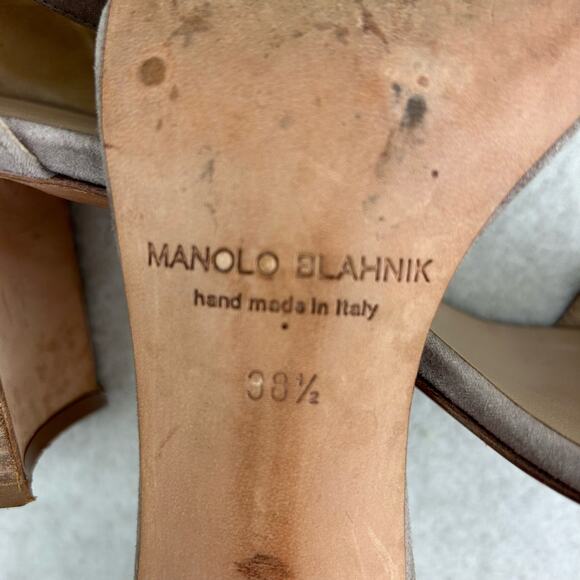 MANOLO BLAHNIK
hand made in Italy
38½